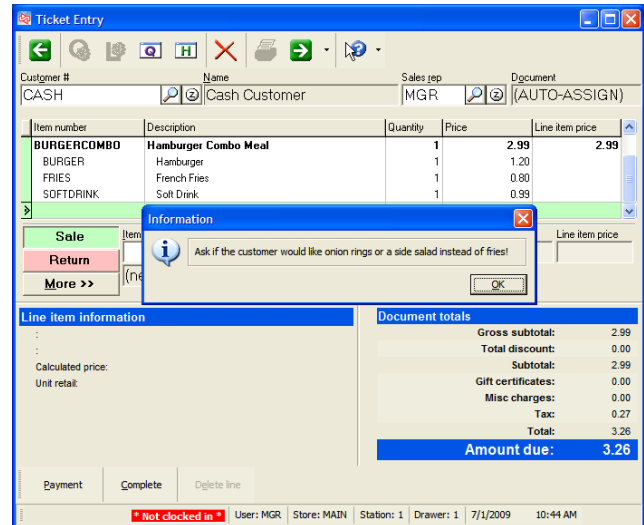 Ticket Entry
Q H
Customer # Name Sales rep Document
CASH Cash Customer MGR (AUTO-ASSIGN)
Item number Description Quantity Price Line item price
BURGERCOMBO Hamburger Combo Meal 1 2.99 2.99
BURGER Hamburger 1 1.20
FRIES French Fries 1 0.80
SOFTDRINK Soft Drink 1 0.99
Information
Ask if the customer would like onion rings or a side salad instead of fries!
OK
Sale Item Line item price
Return
More >> (ne
Line item information
:
:
Calculated price:
Unit retail:
Document totals
Gross subtotal: 2.99
Total discount: 0.00
Subtotal: 2.99
Gift certificates: 0.00
Misc charges: 0.00
Tax: 0.27
Total: 3.26
Amount due: 3.26
Payment Complete Delete line
* Not clocked in * User: MGR Store: MAIN Station: 1 Drawer: 1 7/1/2009 10:44 AM